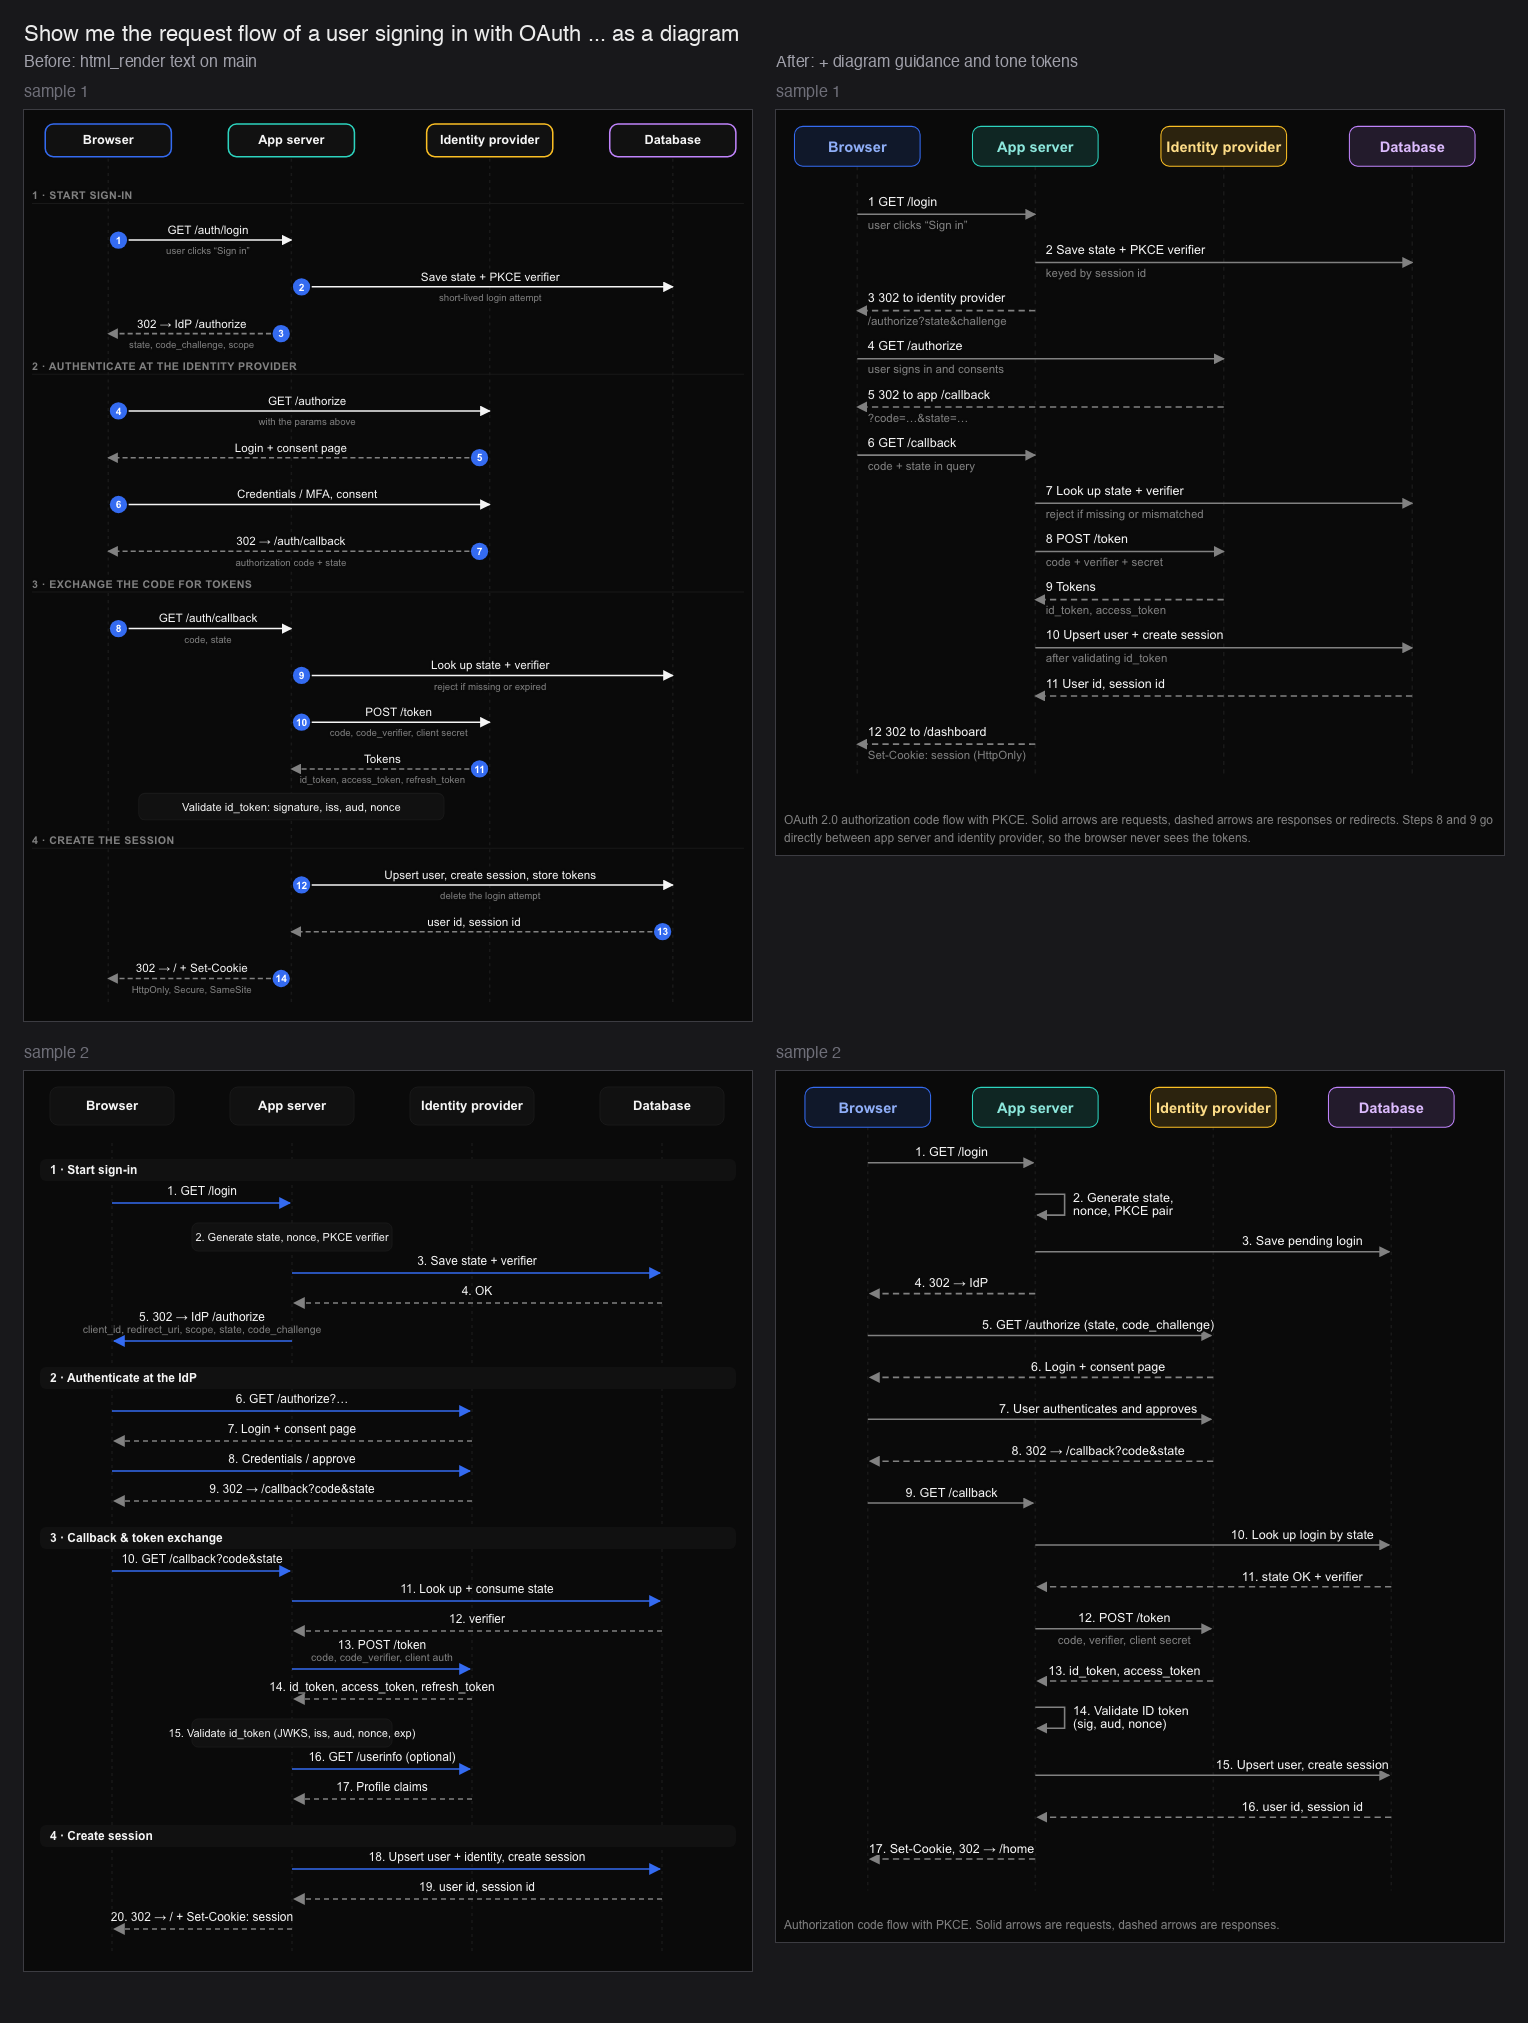 Show me the request flow of a user signing in with OAuth ... as a diagram
Before: html_render text on main
sample 1
Browser
App server
Identity provider
Database
1 · START SIGN-IN
1
GET /auth/login
user clicks “Sign in”
2
Save state + PKCE verifier
short-lived login attempt
302 → IdP /authorize
3
state, code_challenge, scope
2 · AUTHENTICATE AT THE IDENTITY PROVIDER
4
GET /authorize
with the params above
Login + consent page
5
6
Credentials / MFA, consent
302 → /auth/callback
7
authorization code + state
3 · EXCHANGE THE CODE FOR TOKENS
8
GET /auth/callback
code, state
9
Look up state + verifier
reject if missing or expired
10
POST /token
code, code_verifier, client secret
Tokens
11
id_token, access_token, refresh_token
Validate id_token: signature, iss, aud, nonce
4 · CREATE THE SESSION
12
Upsert user, create session, store tokens
delete the login attempt
user id, session id
13
302 → / + Set-Cookie
14
HttpOnly, Secure, SameSite
After: + diagram guidance and tone tokens
sample 1
Browser
App server
Identity provider
Database
1 GET /login
user clicks “Sign in”
2 Save state + PKCE verifier
keyed by session id
3 302 to identity provider
/authorize?state&challenge
4 GET /authorize
user signs in and consents
5 302 to app /callback
?code=…&state=…
6 GET /callback
code + state in query
7 Look up state + verifier
reject if missing or mismatched
8 POST /token
code + verifier + secret
9 Tokens
id_token, access_token
10 Upsert user + create session
after validating id_token
11 User id, session id
12 302 to /dashboard
Set-Cookie: session (HttpOnly)
OAuth 2.0 authorization code flow with PKCE. Solid arrows are requests, dashed arrows are responses or redirects. Steps 8 and 9 go
directly between app server and identity provider, so the browser never sees the tokens.
sample 2
Browser
App server
Identity provider
Database
1 · Start sign-in
1. GET /login
2. Generate state, nonce, PKCE verifier
3. Save state + verifier
4. OK
5. 302 → IdP /authorize
client_id, redirect_uri, scope, state, code_challenge
2 · Authenticate at the IdP
6. GET /authorize?…
7. Login + consent page
8. Credentials / approve
9. 302 → /callback?code&state
3 · Callback & token exchange
10. GET /callback?code&state
11. Look up + consume state
12. verifier
13. POST /token
code, code_verifier, client auth
14. id_token, access_token, refresh_token
15. Validate id_token (JWKS, iss, aud, nonce, exp)
16. GET /userinfo (optional)
17. Profile claims
4 · Create session
18. Upsert user + identity, create session
19. user id, session id
20. 302 → / + Set-Cookie: session
sample 2
Browser
App server
Identity provider
Database
1. GET /login
2. Generate state,
nonce, PKCE pair
3. Save pending login
4. 302 → IdP
5. GET /authorize (state, code_challenge)
6. Login + consent page
7. User authenticates and approves
8. 302 → /callback?code&state
9. GET /callback
10. Look up login by state
11. state OK + verifier
12. POST /token
code, verifier, client secret
13. id_token, access_token
14. Validate ID token
(sig, aud, nonce)
15. Upsert user, create session
16. user id, session id
17. Set-Cookie, 302 → /home
Authorization code flow with PKCE. Solid arrows are requests, dashed arrows are responses.